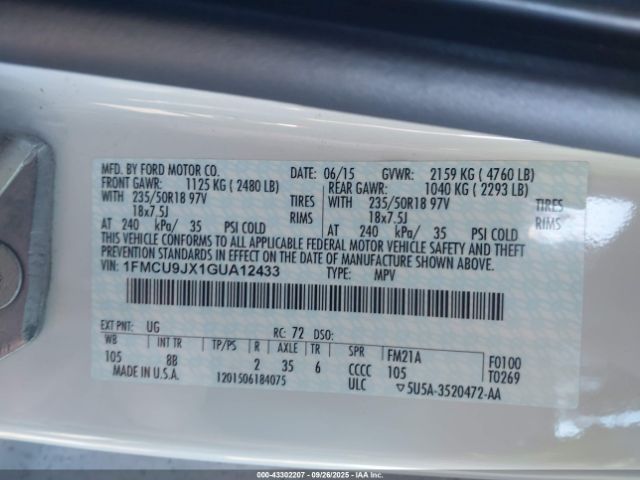 MFD. BY FORD MOTOR CO. DATE: 06/15 GVWR: 2159 KG ( 4760 LB)
FRONT GAWR: 1125 KG ( 2480 LB) REAR GAWR: 1040 KG ( 2293 LB)
WITH 235/50R18 97V TIRES WITH 235/50R18 97V TIRES
18x7.5J RIMS 18x7.5J RIMS
AT 240 kPa/ 35 PSI COLD AT 240 kPa/ 35 PSI COLD
THIS VEHICLE CONFORMS TO ALL APPLICABLE FEDERAL MOTOR VEHICLE SAFETY AND THEFT
PREVENTION STANDARDS IN EFFECT ON THE DATE OF MANUFACTURE SHOWN ABOVE.
VIN: 1FMCU9JX1GUA12433 TYPE: MPV
EXT PNT: UG RC: 72 DSO:
WB INT TR TP/PS R AXLE TR SPR FM21A F0100
105 8B 2 35 6 CCCC 105 T0269
MADE IN U.S.A. 1201506184075 ULC 5U5A-3520472-AA
000-43302207 - 09/26/2025 - IAA Inc.